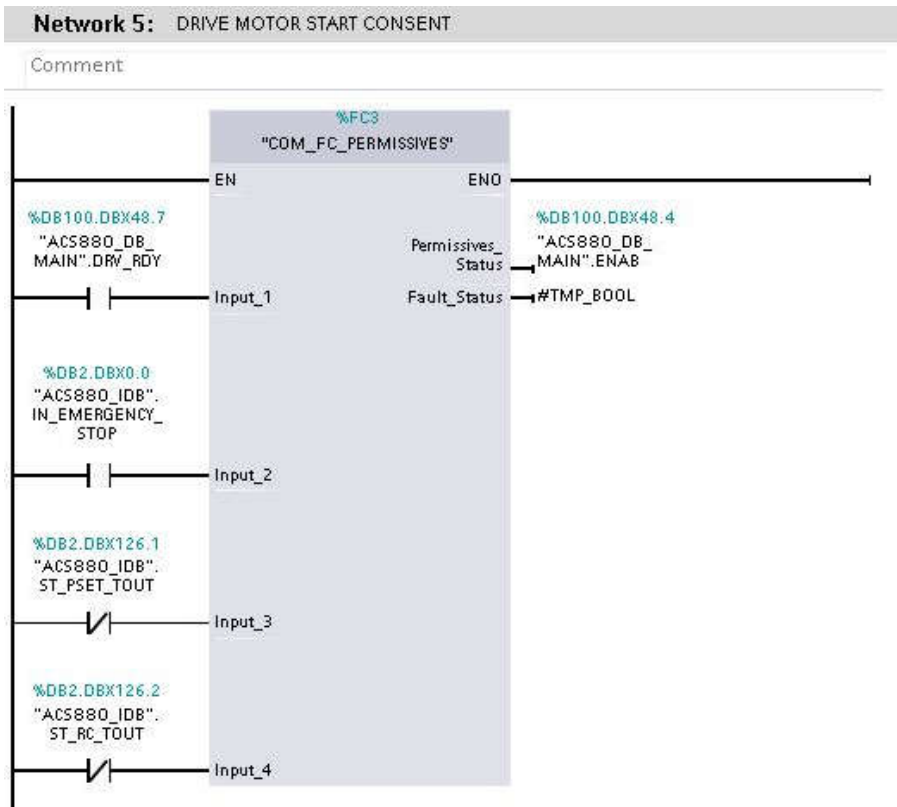 Network 5: DRIVE MOTOR START CONSENT
Comment
%FC3
"COM_FC_PERMISSIVES"
EN ENO
%DB100.DBX48.7
"ACS880_DB_
MAIN".DRV_RDY
Input_1
Permissives_
Status
%DB100.DBX48.4
"ACS880_DB_
MAIN".ENAB
Fault_Status #TMP_BOOL
%DB2.DBX0.0
"ACS880_IDB".
IN_EMERGENCY_
STOP
Input_2
%DB2.DBX126.1
"ACS880_IDB".
ST_PSET_TOUT
Input_3
%DB2.DBX126.2
"ACS880_IDB".
ST_RC_TOUT
Input_4